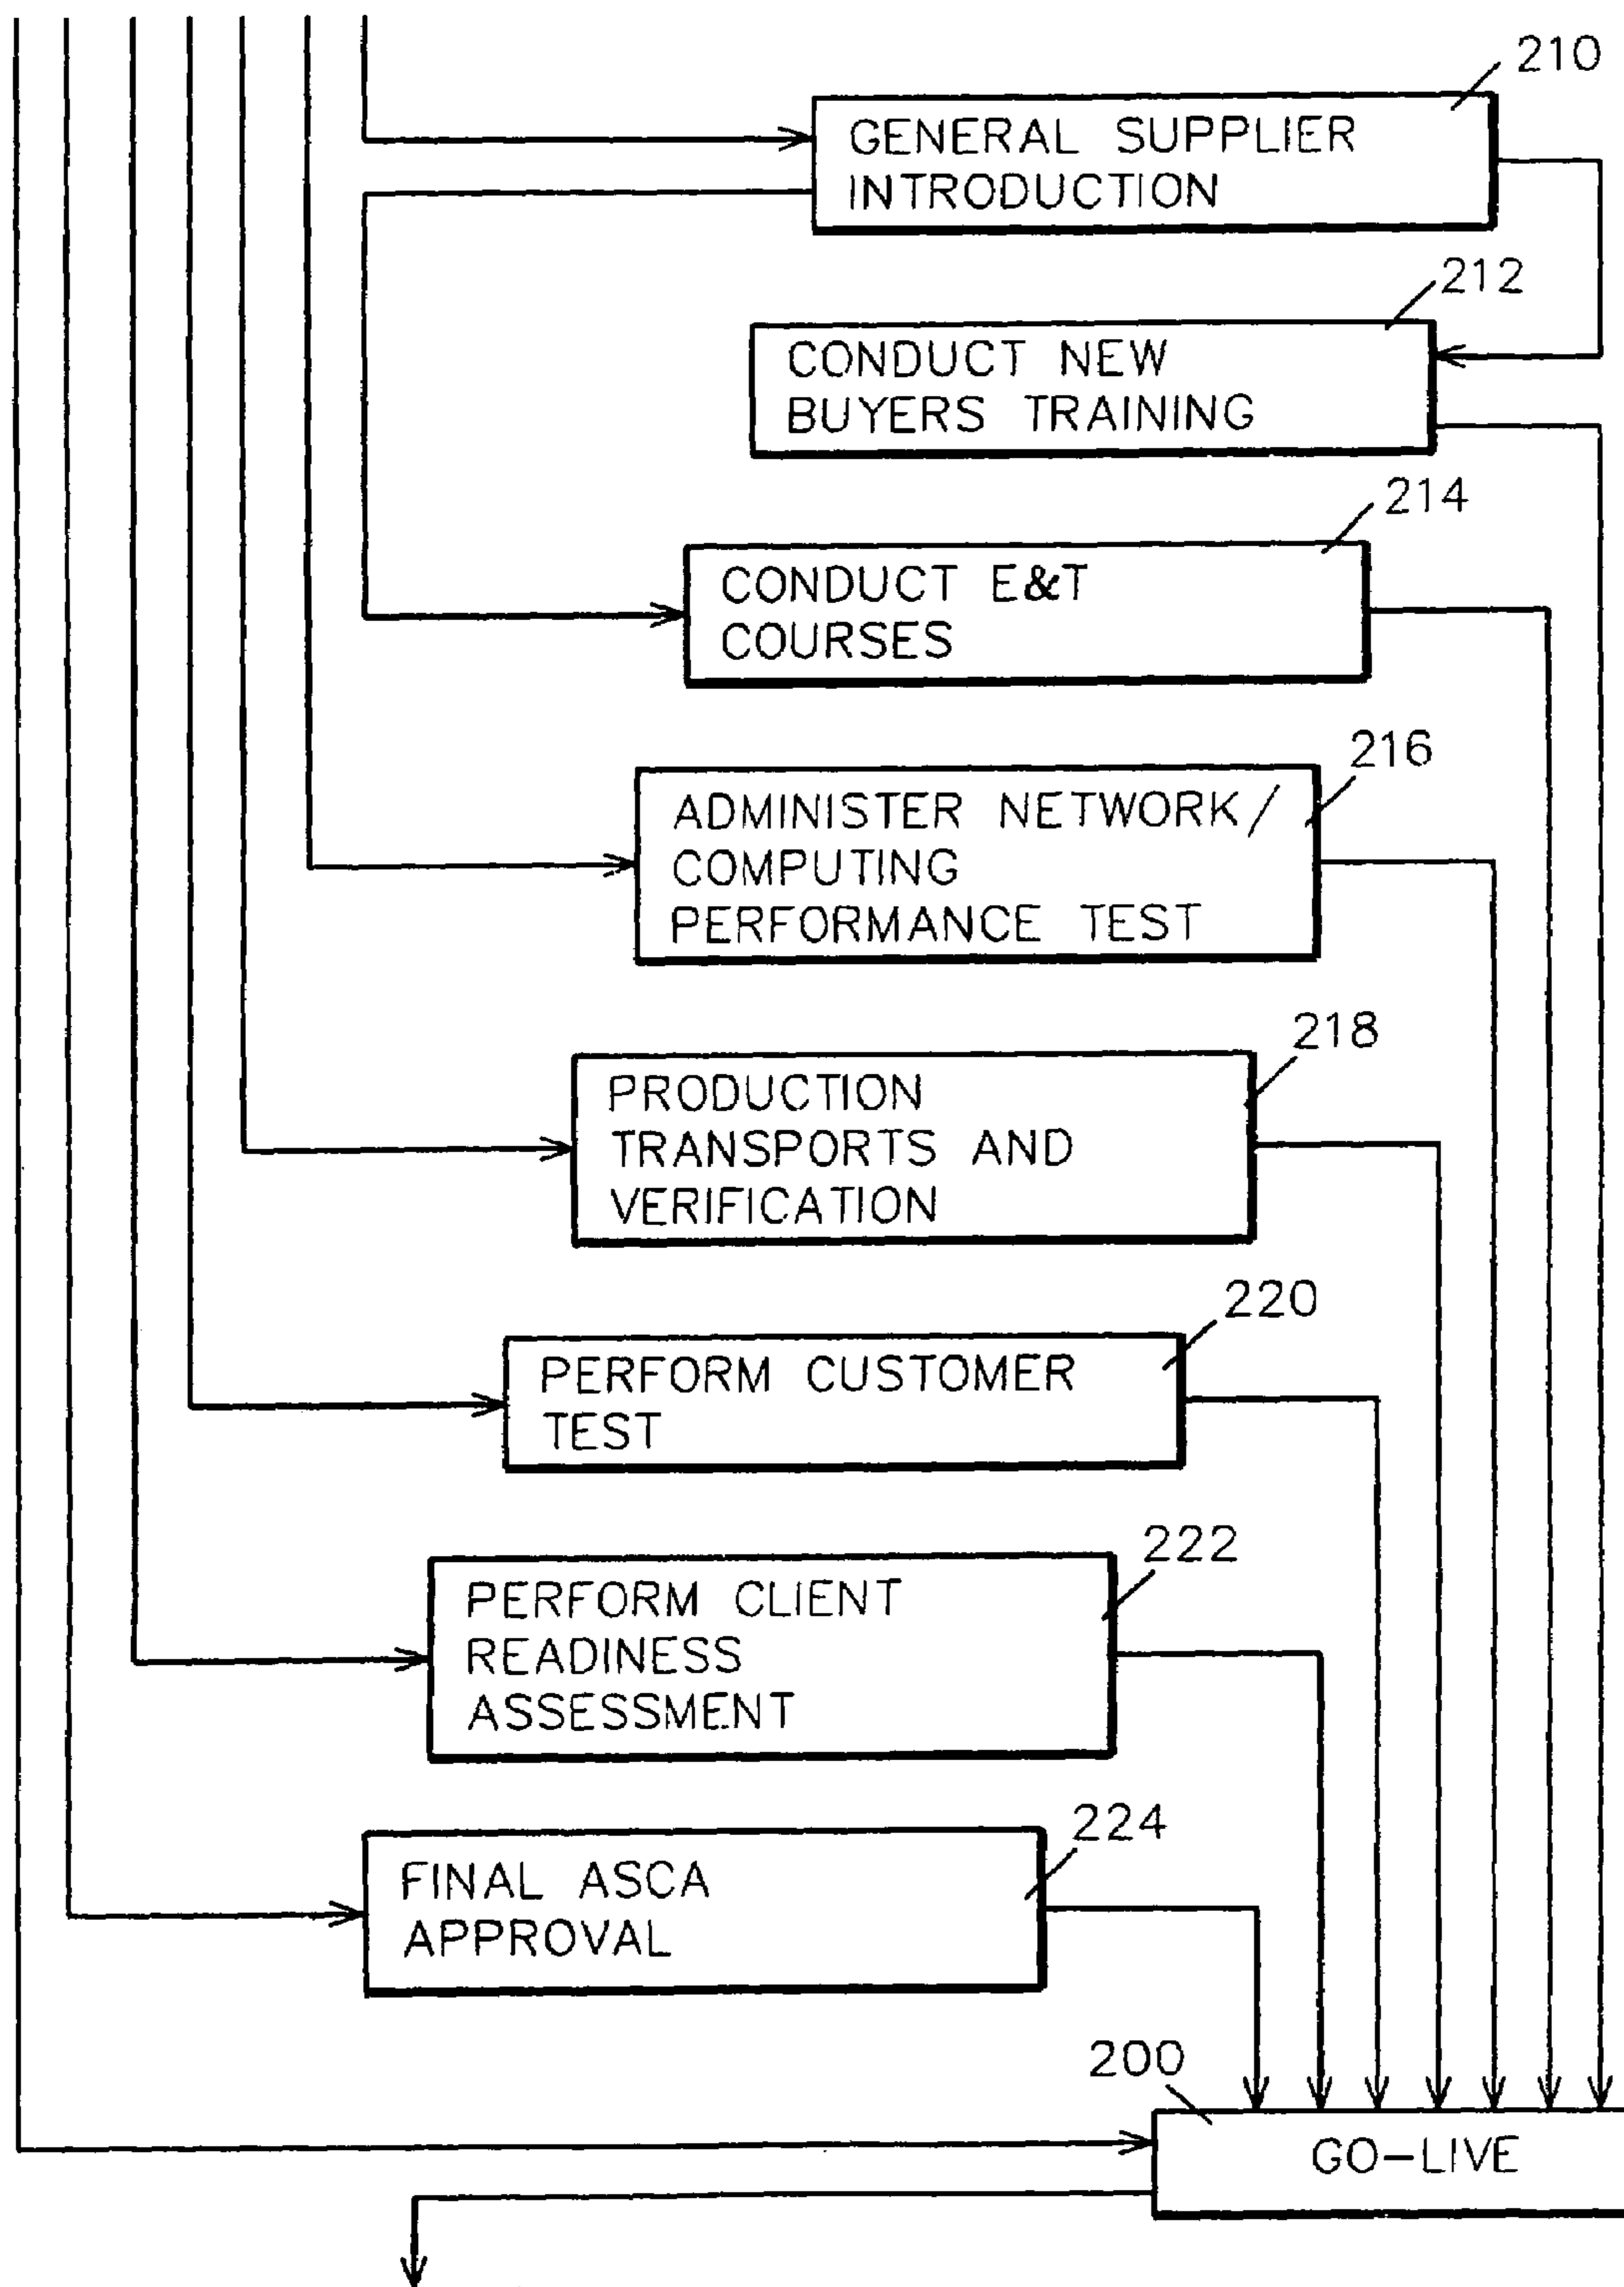 210
GENERAL SUPPLIER
INTRODUCTION
212
CONDUCT NEW
BUYERS TRAINING
214
CONDUCT E&T
COURSES
216
ADMINISTER NETWORK/
COMPUTING
PERFORMANCE TEST
218
PRODUCTION
TRANSPORTS AND
VERIFICATION
220
PERFORM CUSTOMER
TEST
222
PERFORM CLIENT
READINESS
ASSESSMENT
224
FINAL ASCA
APPROVAL
200
GO-LIVE